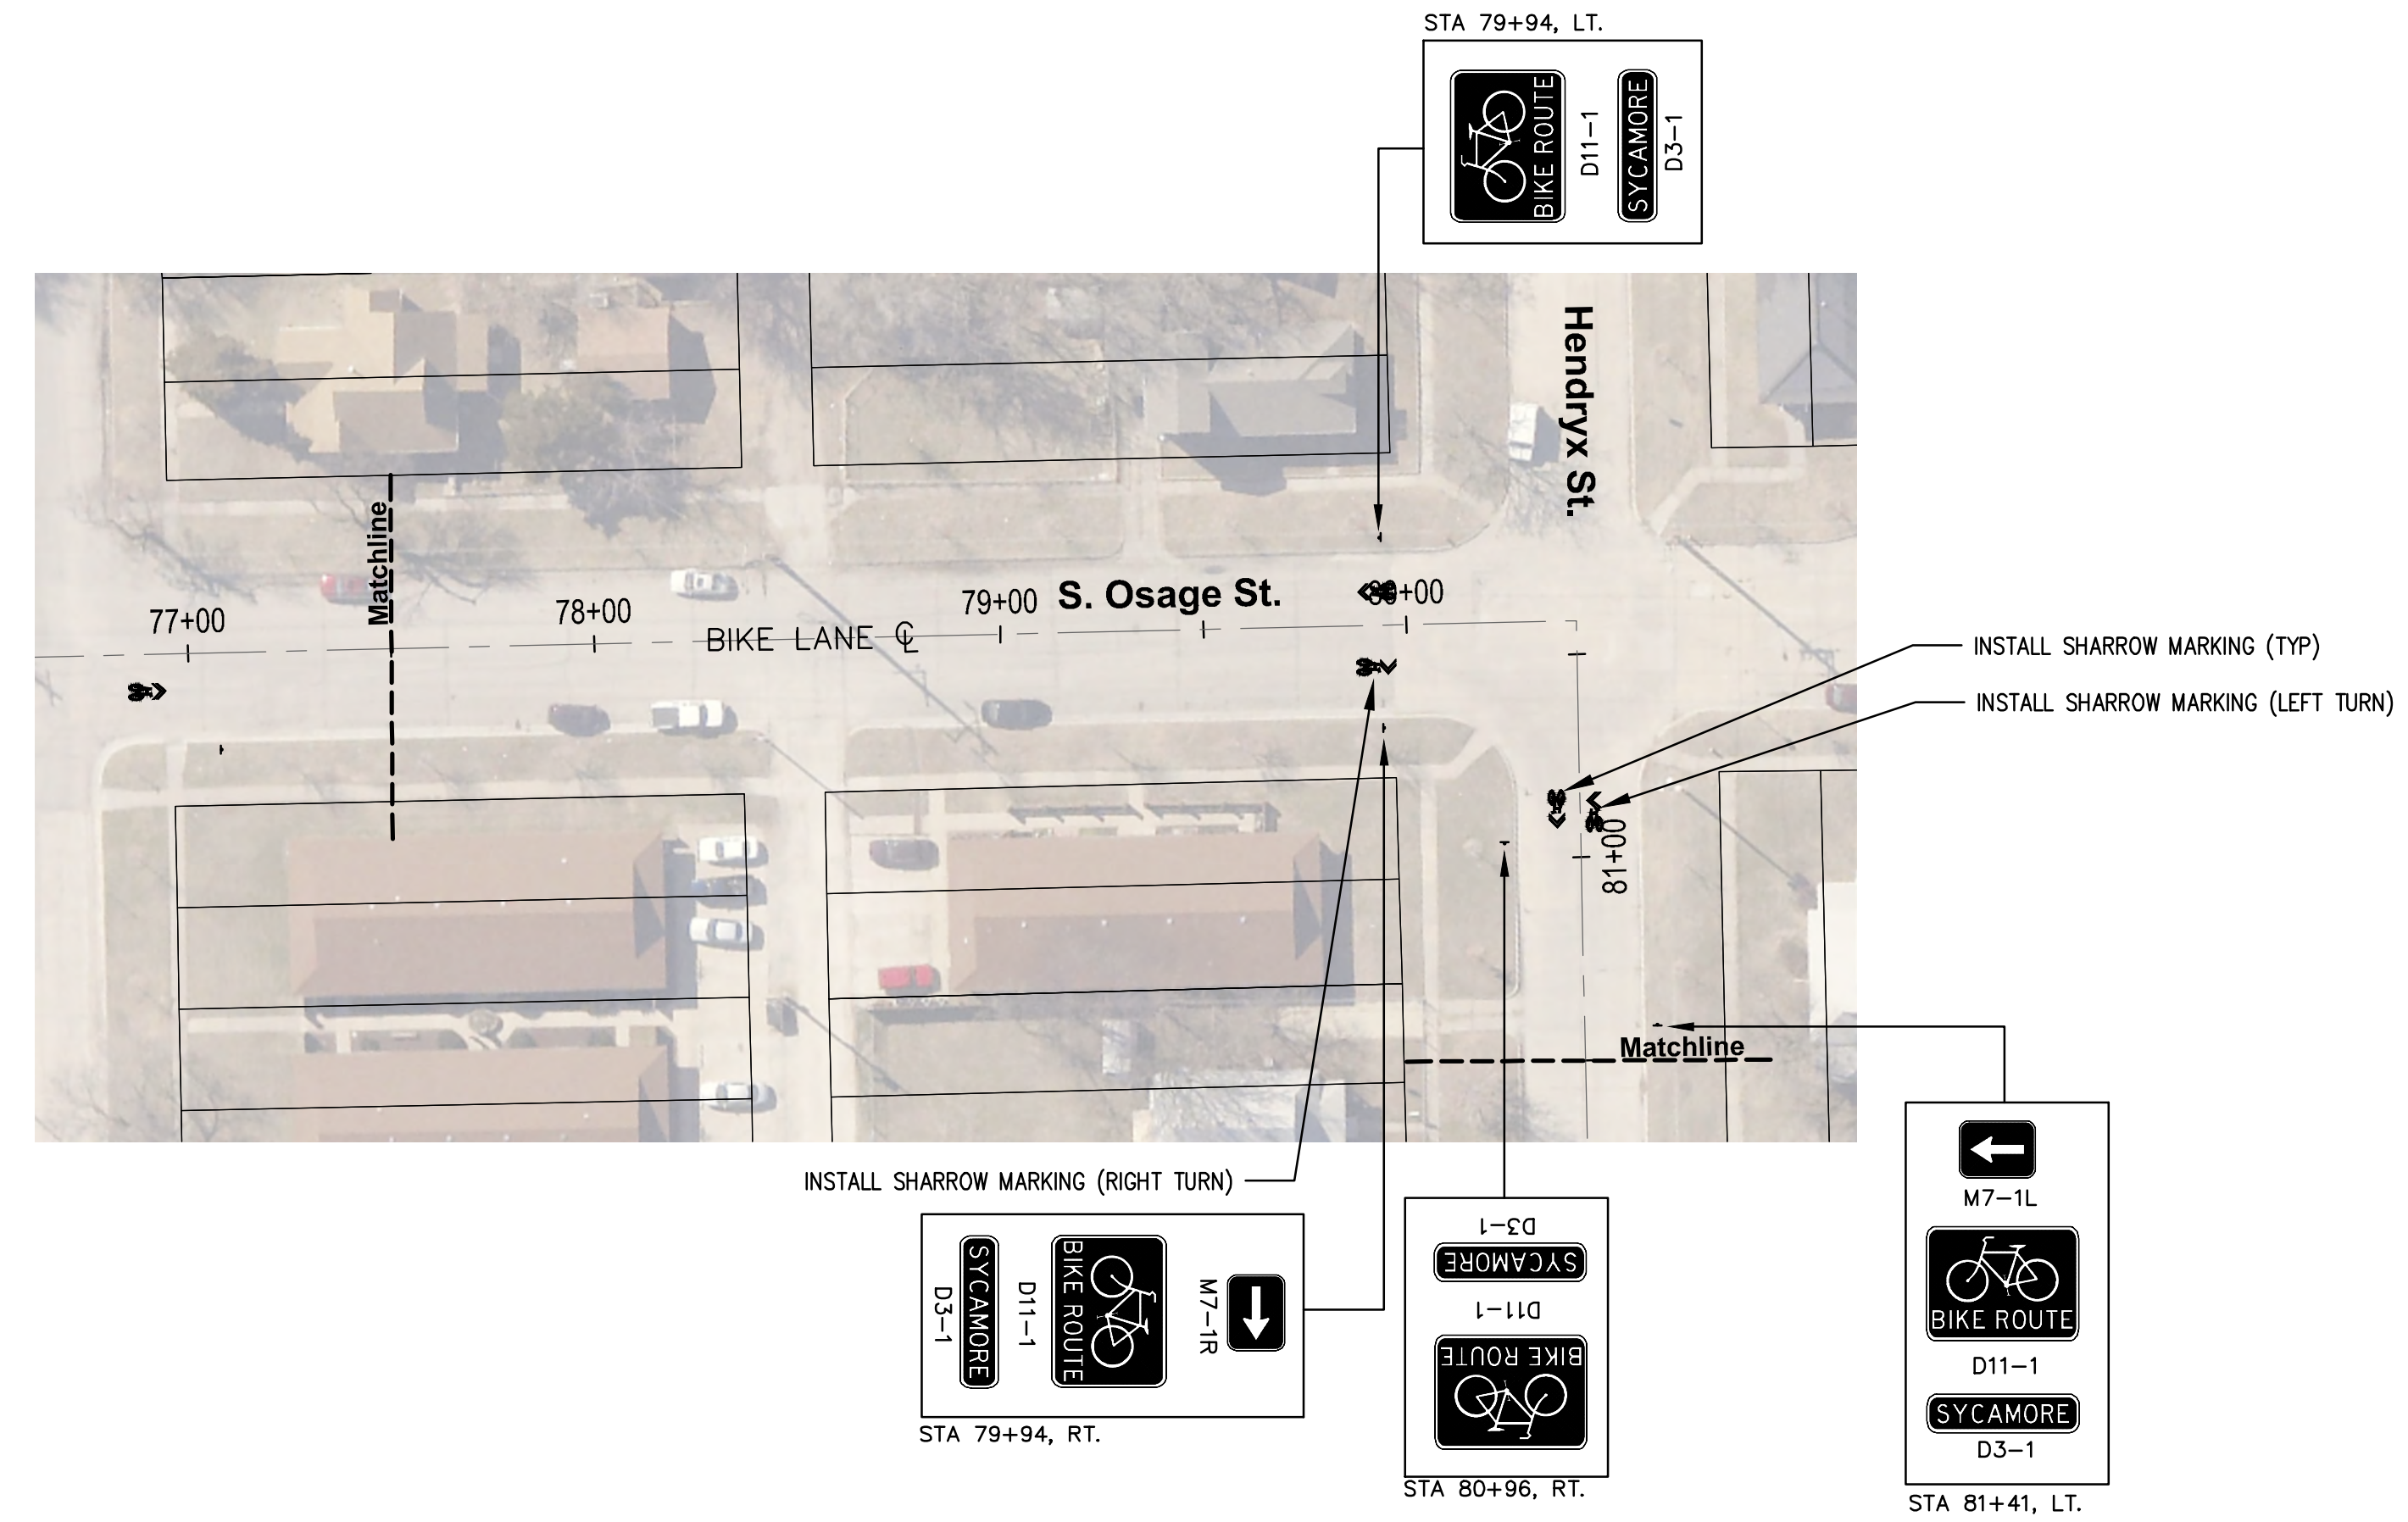 STA 79+94, LT.
BIKE ROUTE
D11-1
SYCAMORE
D3-1
Hendryx St.
Matchline
77+00
78+00
79+00
S. Osage St.
80+00
BIKE LANE ℄
INSTALL SHARROW MARKING (TYP)
INSTALL SHARROW MARKING (LEFT TURN)
81+00
Matchline
INSTALL SHARROW MARKING (RIGHT TURN)
D3-1
SYCAMORE
D11-1
BIKE ROUTE
M7-1R
STA 79+94, RT.
D3-1
SYCAMORE
D11-1
BIKE ROUTE
STA 80+96, RT.
M7-1L
BIKE ROUTE
D11-1
SYCAMORE
D3-1
STA 81+41, LT.